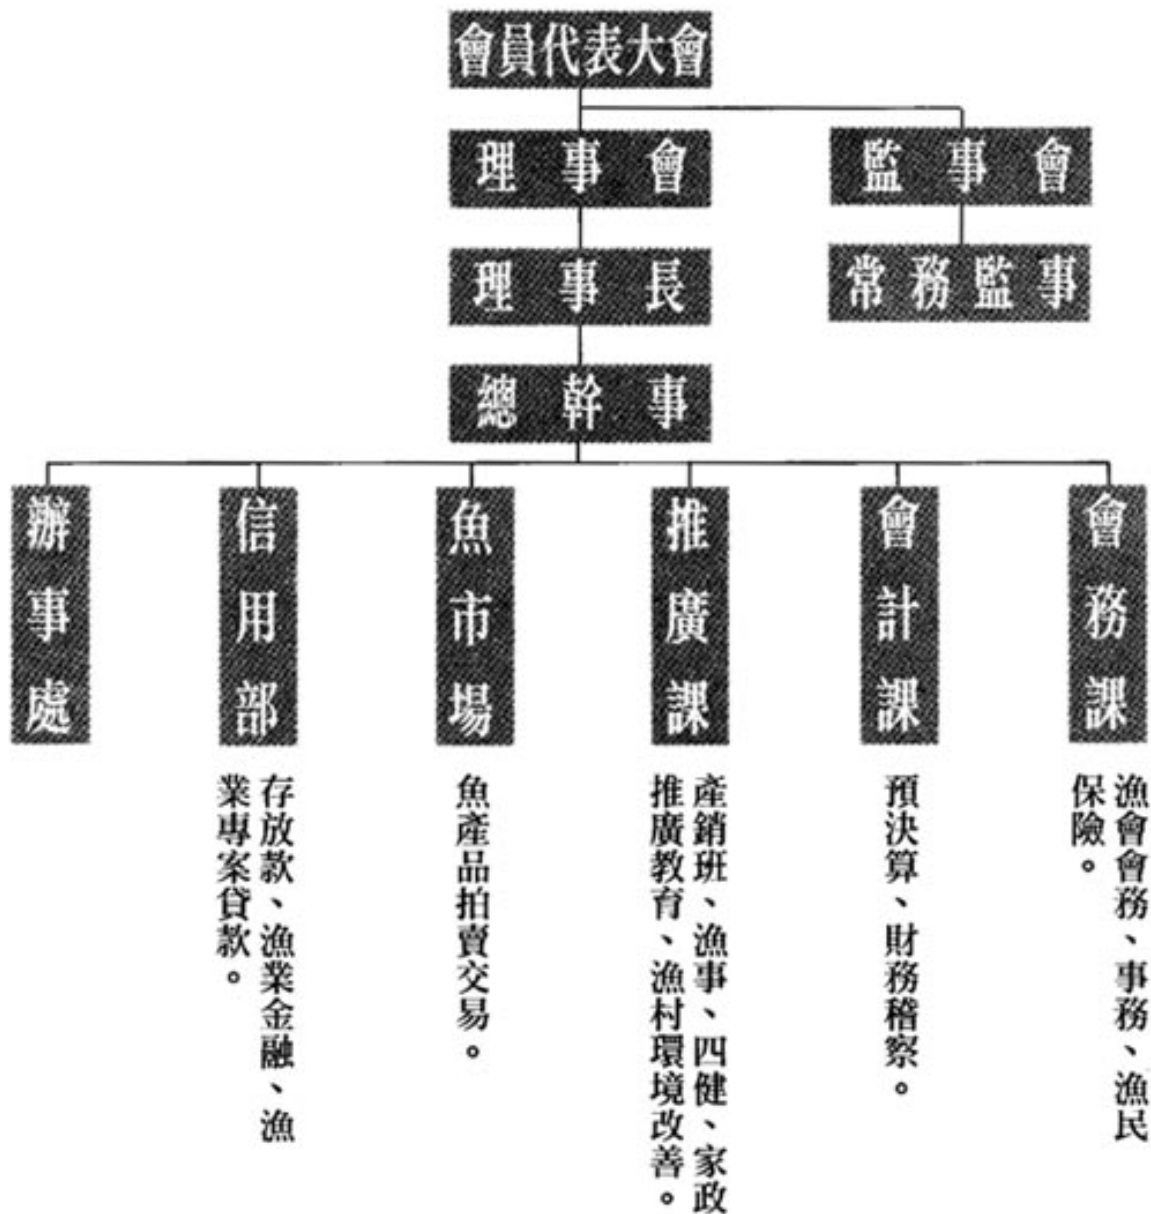 會員代表大會
理事會
監事會
理事長
常務監事
總幹事
會務課
漁會會務、事務、漁民
保險。
會計課
預決算、財務稽察。
推廣課
產銷班、漁事、四健、家政
推廣教育、漁村環境改善。
魚市場
魚產品拍賣交易。
信用部
存放款、漁業金融、漁
業專案貸款。
辦事處